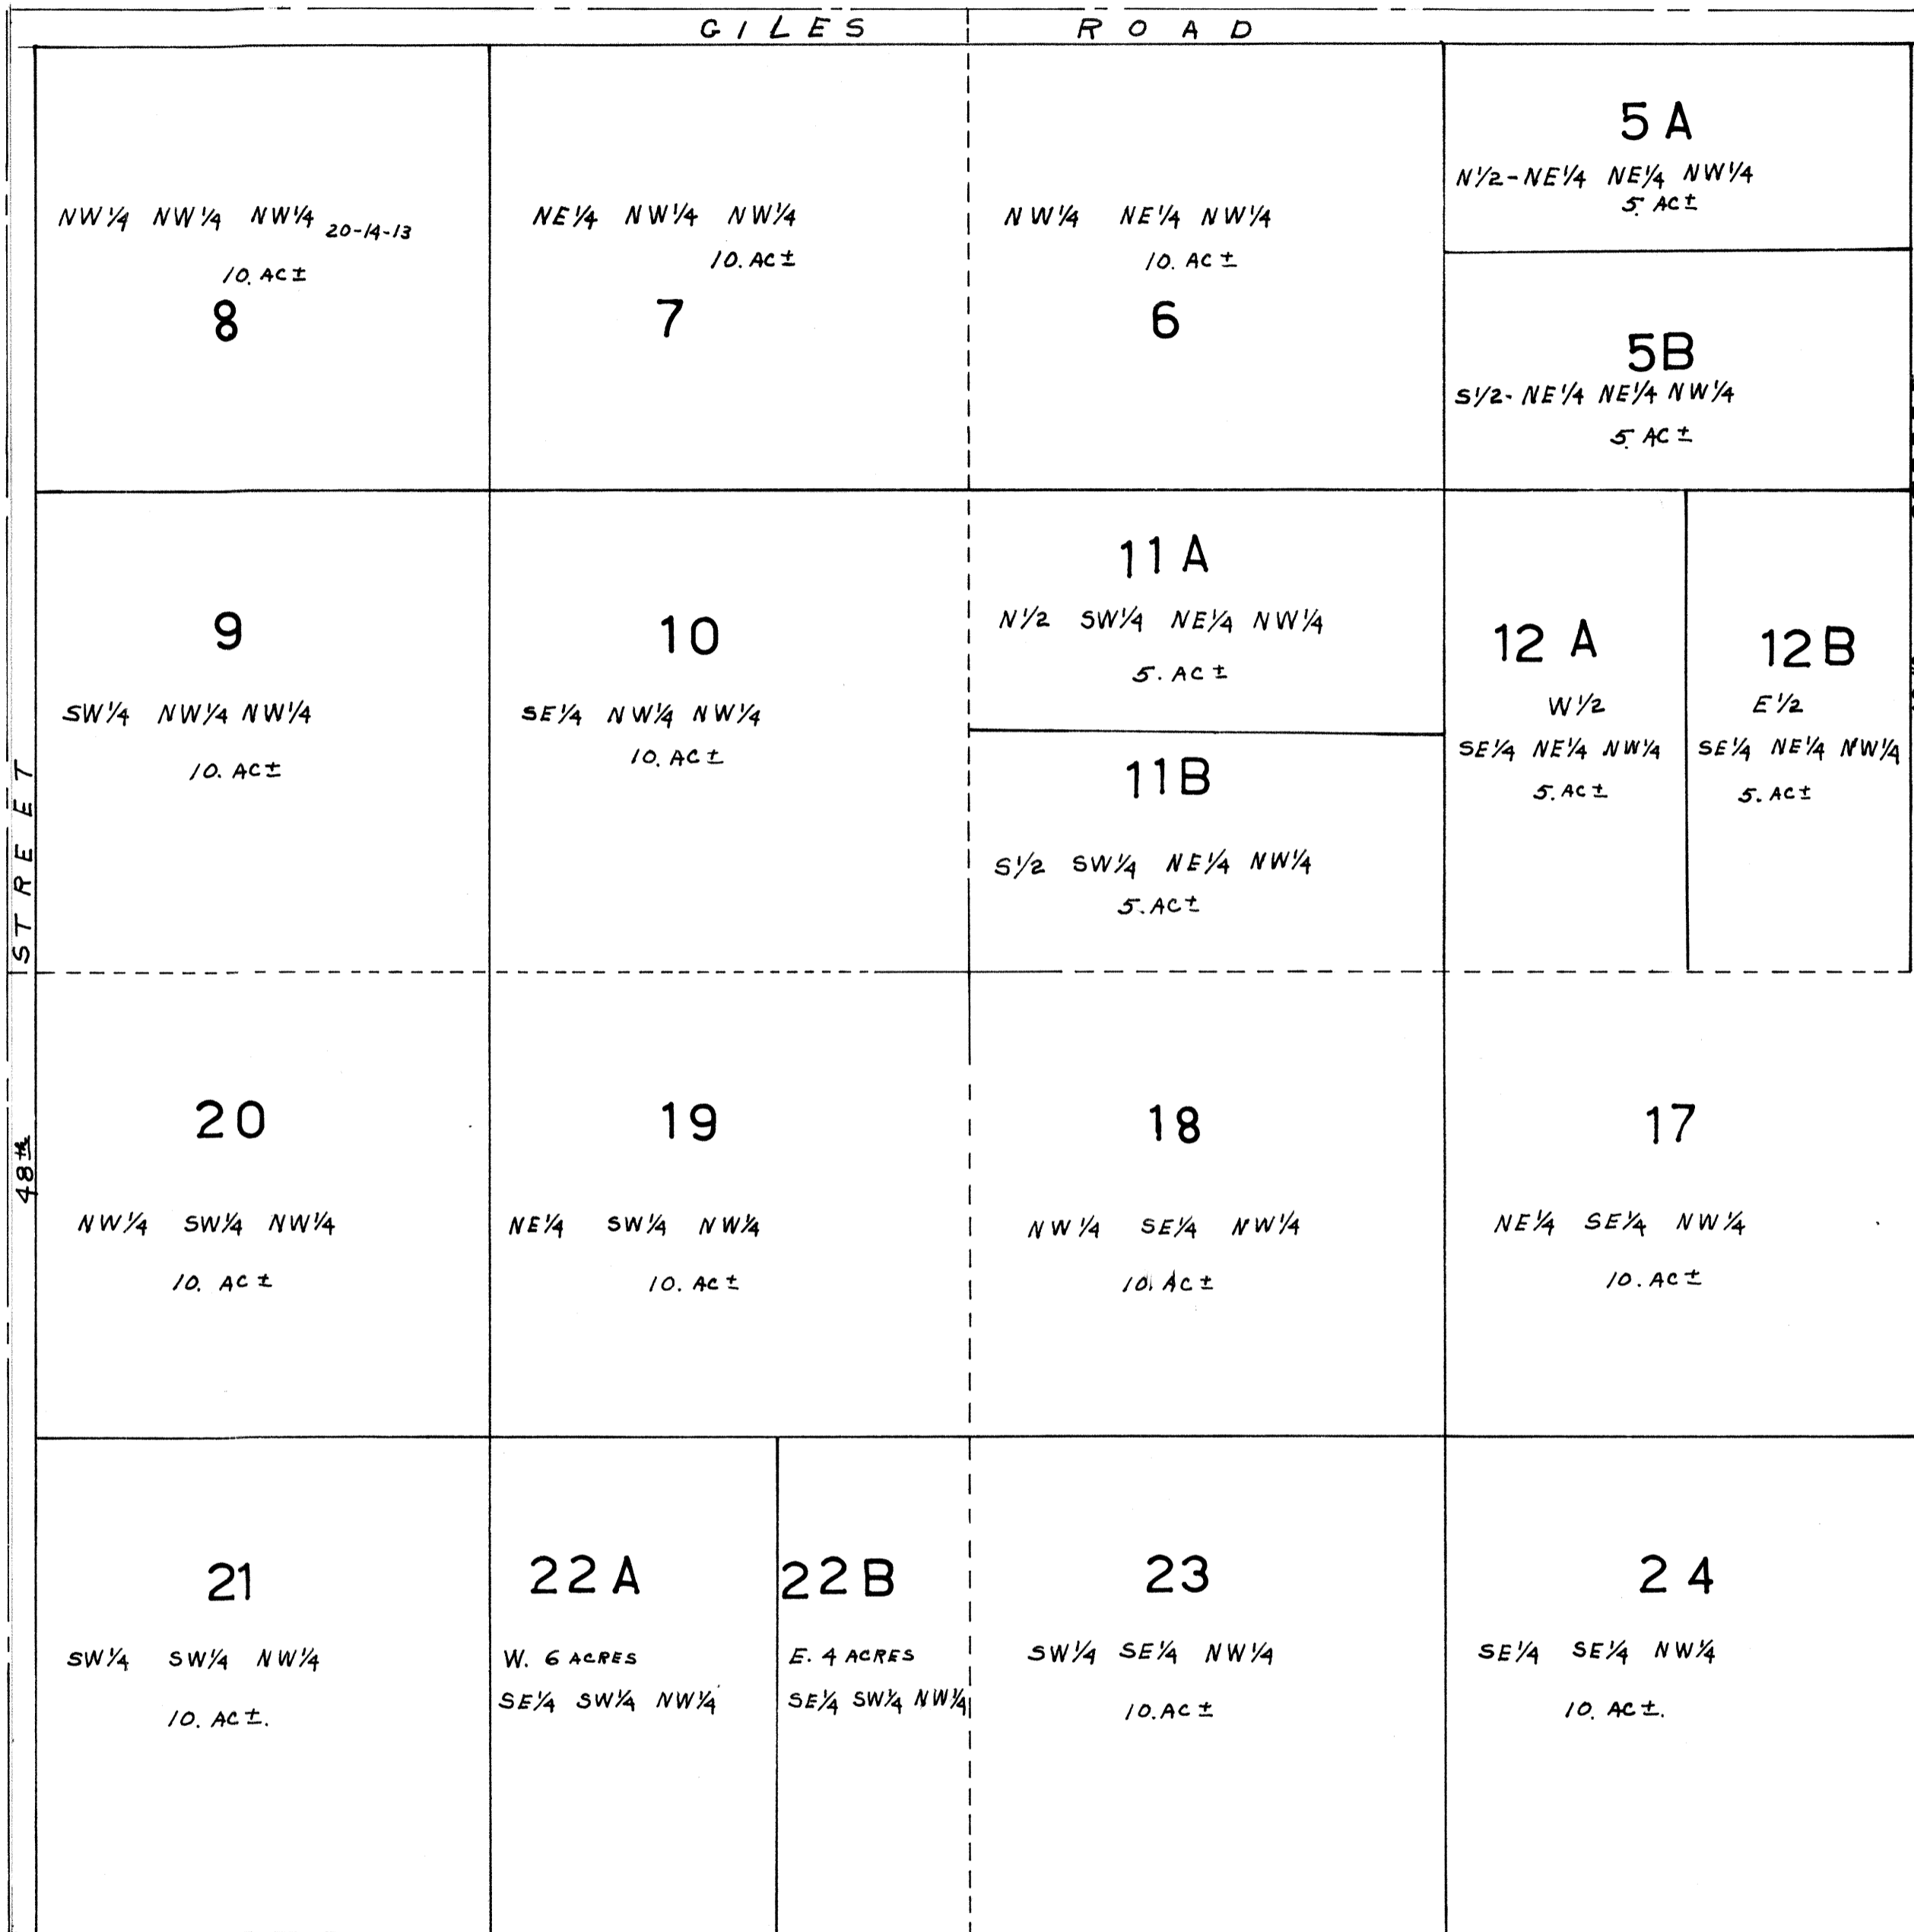 GILES ROAD
NW¼ NW¼ NW¼ 20-14-13
10. AC ±
8
NE¼ NW¼ NW¼
10. AC ±
7
NW¼ NE¼ NW¼
10. AC ±
6
5A
N½-NE¼ NE¼ NW¼
5. AC ±
5B
S½-NE¼ NE¼ NW¼
5. AC ±
9
SW¼ NW¼ NW¼
10. AC ±
10
SE¼ NW¼ NW¼
10. AC ±
11A
N½ SW¼ NE¼ NW¼
5. AC ±
11B
S½ SW¼ NE¼ NW¼
5. AC ±
12A
W½
SE¼ NE¼ NW¼
5. AC ±
12B
E½
SE¼ NE¼ NW¼
5. AC ±
48th STREET
20
NW¼ SW¼ NW¼
10. AC ±
19
NE¼ SW¼ NW¼
10. AC ±
18
NW¼ SE¼ NW¼
10. AC ±
17
NE¼ SE¼ NW¼
10. AC ±
21
SW¼ SW¼ NW¼
10. AC ±.
22A
W. 6 ACRES
SE¼ SW¼ NW¼
22B
E. 4 ACRES
SE¼ SW¼ NW¼
23
SW¼ SE¼ NW¼
10. AC ±
24
SE¼ SE¼ NW¼
10. AC ±.